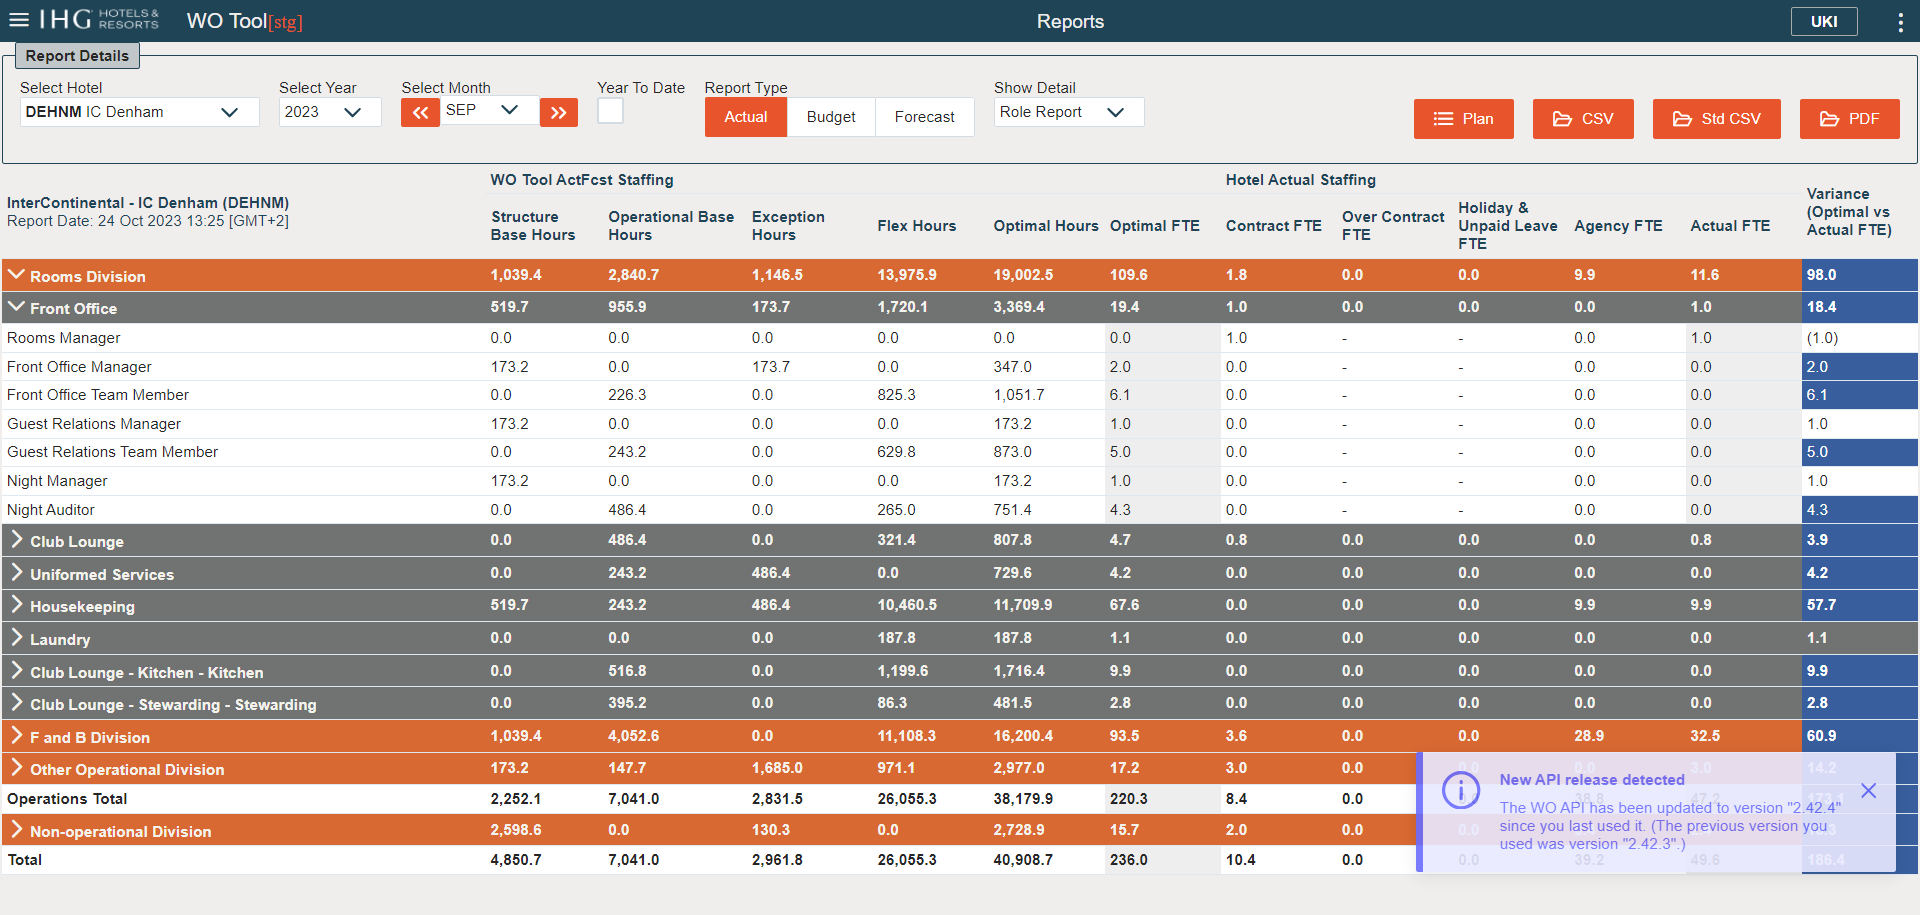 IHG HOTELS & RESORTS WO Tool[stg] Reports UKI
Report Details
Select Hotel Select Year Select Month Year To Date Report Type Show Detail
DEHNM IC Denham 2023 SEP Actual Budget Forecast Role Report Plan CSV Std CSV PDF
WO Tool ActFcst Staffing Hotel Actual Staffing
InterContinental - IC Denham (DEHNM)
Report Date: 24 Oct 2023 13:25 [GMT+2]
Structure Base Hours Operational Base Hours Exception Hours Flex Hours Optimal Hours Optimal FTE Contract FTE Over Contract FTE Holiday & Unpaid Leave FTE Agency FTE Actual FTE Variance (Optimal vs Actual FTE)
Rooms Division 1,039.4 2,840.7 1,146.5 13,975.9 19,002.5 109.6 1.8 0.0 0.0 9.9 11.6 98.0
Front Office 519.7 955.9 173.7 1,720.1 3,369.4 19.4 1.0 0.0 0.0 0.0 1.0 18.4
Rooms Manager 0.0 0.0 0.0 0.0 0.0 0.0 1.0 - - 0.0 1.0 (1.0)
Front Office Manager 173.2 0.0 173.7 0.0 347.0 2.0 0.0 - - 0.0 0.0 2.0
Front Office Team Member 0.0 226.3 0.0 825.3 1,051.7 6.1 0.0 - - 0.0 0.0 6.1
Guest Relations Manager 173.2 0.0 0.0 0.0 173.2 1.0 0.0 - - 0.0 0.0 1.0
Guest Relations Team Member 0.0 243.2 0.0 629.8 873.0 5.0 0.0 - - 0.0 0.0 5.0
Night Manager 173.2 0.0 0.0 0.0 173.2 1.0 0.0 - - 0.0 0.0 1.0
Night Auditor 0.0 486.4 0.0 265.0 751.4 4.3 0.0 - - 0.0 0.0 4.3
Club Lounge 0.0 486.4 0.0 321.4 807.8 4.7 0.8 0.0 0.0 0.0 0.8 3.9
Uniformed Services 0.0 243.2 486.4 0.0 729.6 4.2 0.0 0.0 0.0 0.0 0.0 4.2
Housekeeping 519.7 243.2 486.4 10,460.5 11,709.9 67.6 0.0 0.0 0.0 9.9 9.9 57.7
Laundry 0.0 0.0 0.0 187.8 187.8 1.1 0.0 0.0 0.0 0.0 0.0 1.1
Club Lounge - Kitchen - Kitchen 0.0 516.8 0.0 1,199.6 1,716.4 9.9 0.0 0.0 0.0 0.0 0.0 9.9
Club Lounge - Stewarding - Stewarding 0.0 395.2 0.0 86.3 481.5 2.8 0.0 0.0 0.0 0.0 0.0 2.8
F and B Division 1,039.4 4,052.6 0.0 11,108.3 16,200.4 93.5 3.6 0.0 0.0 28.9 32.5 60.9
Other Operational Division 173.2 147.7 1,685.0 971.1 2,977.0 17.2 3.0 0.0 0.0 0.0 3.0 14.2
Operations Total 2,252.1 7,041.0 2,831.5 26,055.3 38,179.9 220.3 8.4 0.0 0.0 38.8 47.2 173.1
Non-operational Division 2,598.6 0.0 130.3 0.0 2,728.9 15.7 2.0 0.0 0.0
Total 4,850.7 7,041.0 2,961.8 26,055.3 40,908.7 236.0 10.4 0.0 0.0 39.2 49.6 186.4
New API release detected
The WO API has been updated to version "2.42.4"
since you last used it. (The previous version you
used was version "2.42.3".)